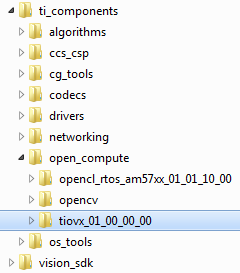 ti_components
algorithms
ccs_csp
cg_tools
codecs
drivers
networking
open_compute
opencl_rtos_am57xx_01_01_10_00
opencv
tiovx_01_00_00_00
os_tools
vision_sdk